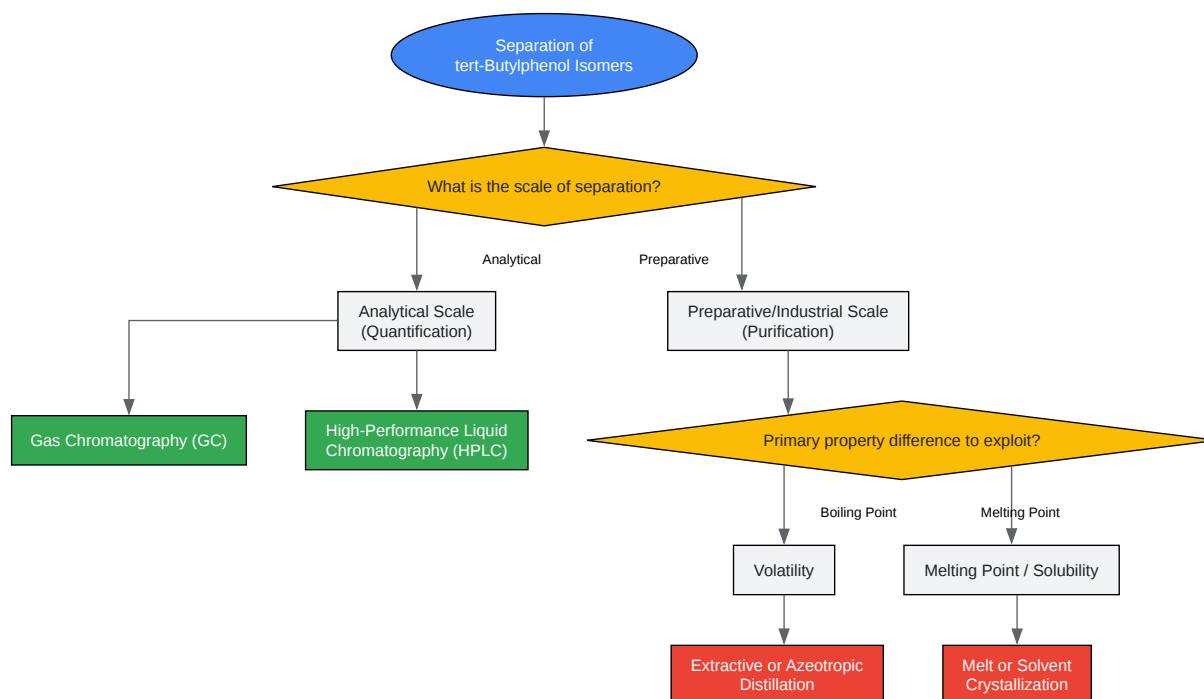 Separation of
tert-Butylphenol Isomers
What is the scale of separation?
Analytical
Preparative
Analytical Scale
(Quantification)
Preparative/Industrial Scale
(Purification)
Gas Chromatography (GC)
High-Performance Liquid
Chromatography (HPLC)
Primary property difference to exploit?
Boiling Point
Melting Point
Volatility
Melting Point / Solubility
Extractive or Azeotropic
Distillation
Melt or Solvent
Crystallization